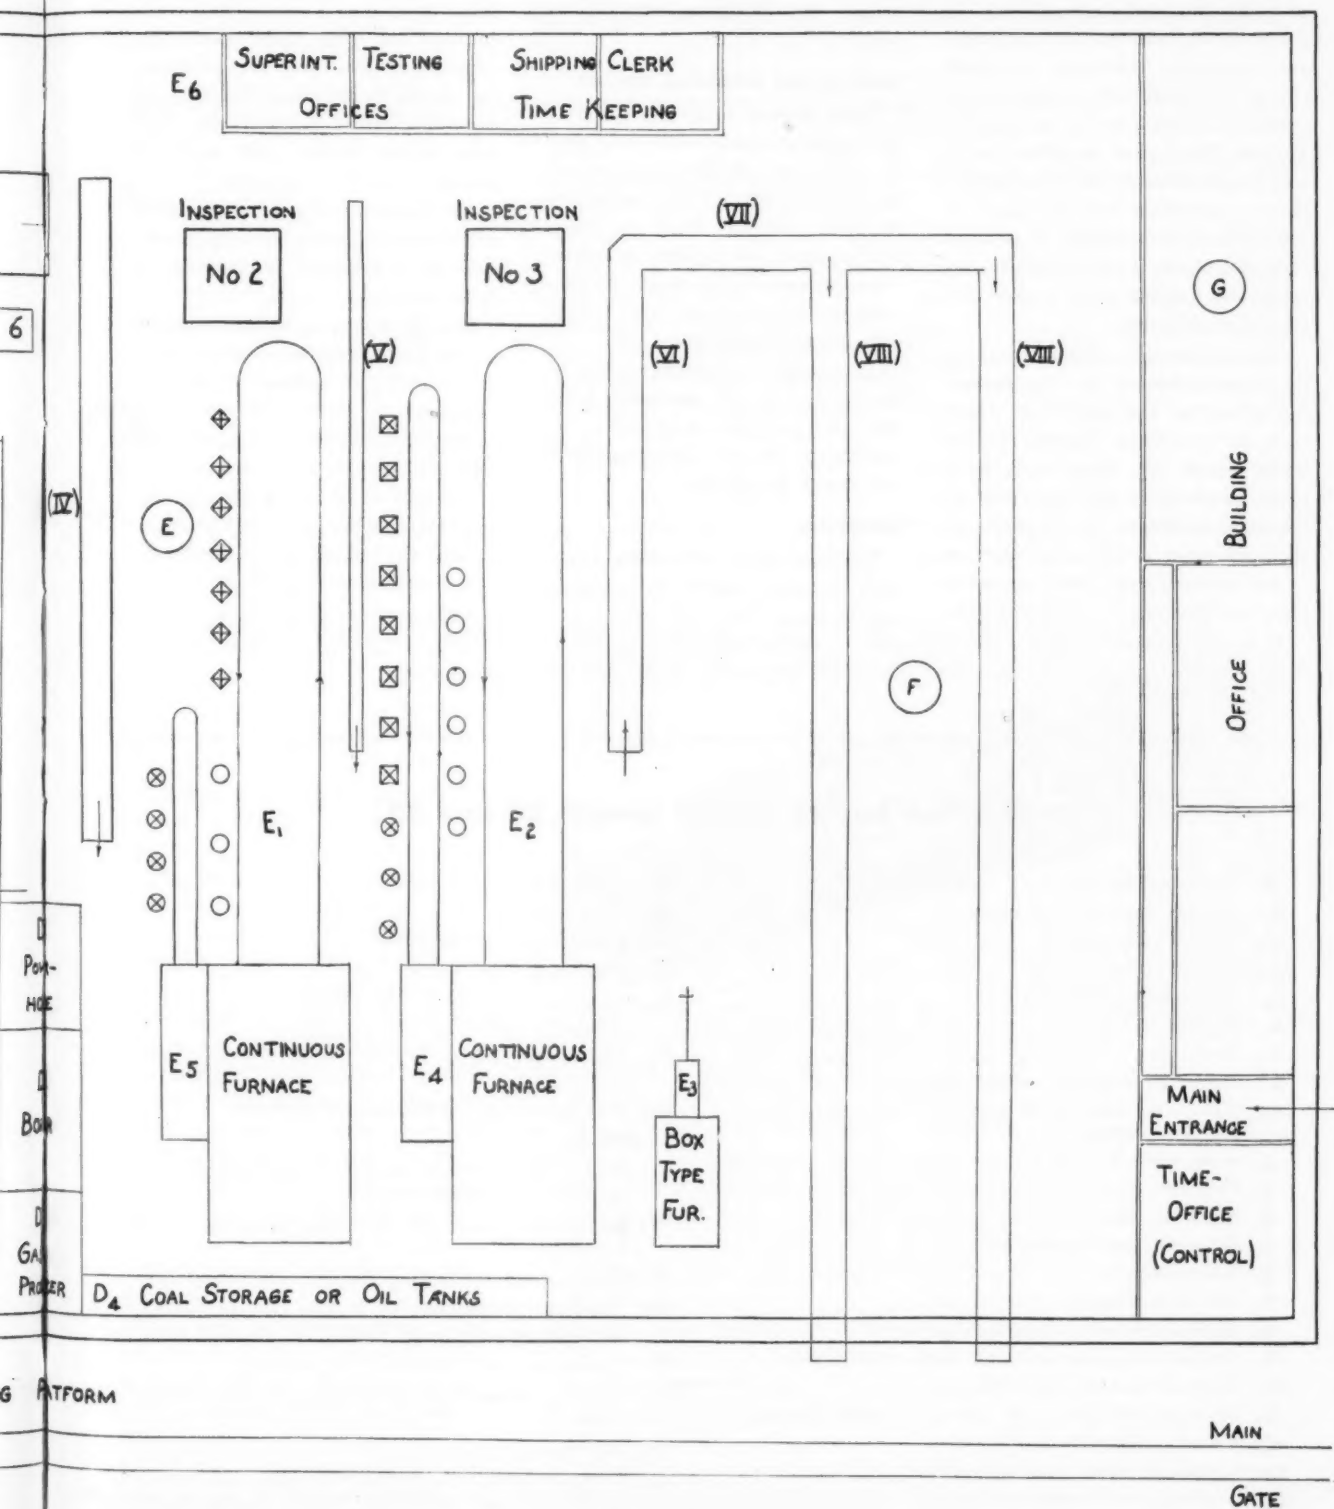 SUPERINT. TESTING SHIPPING CLERK
E6
OFFICES TIME KEEPING
INSPECTION INSPECTION (VII)
No 2 No 3
G
6
(V) (VI) (VIII) (VIII)
(IV)
E
BUILDING
F
OFFICE
E1 E2
E5 CONTINUOUS
FURNACE
E4 CONTINUOUS
FURNACE
E3
BOX
TYPE
FUR.
MAIN
ENTRANCE
TIME-
OFFICE
(CONTROL)
D4 COAL STORAGE OR OIL TANKS
MAIN
GATE